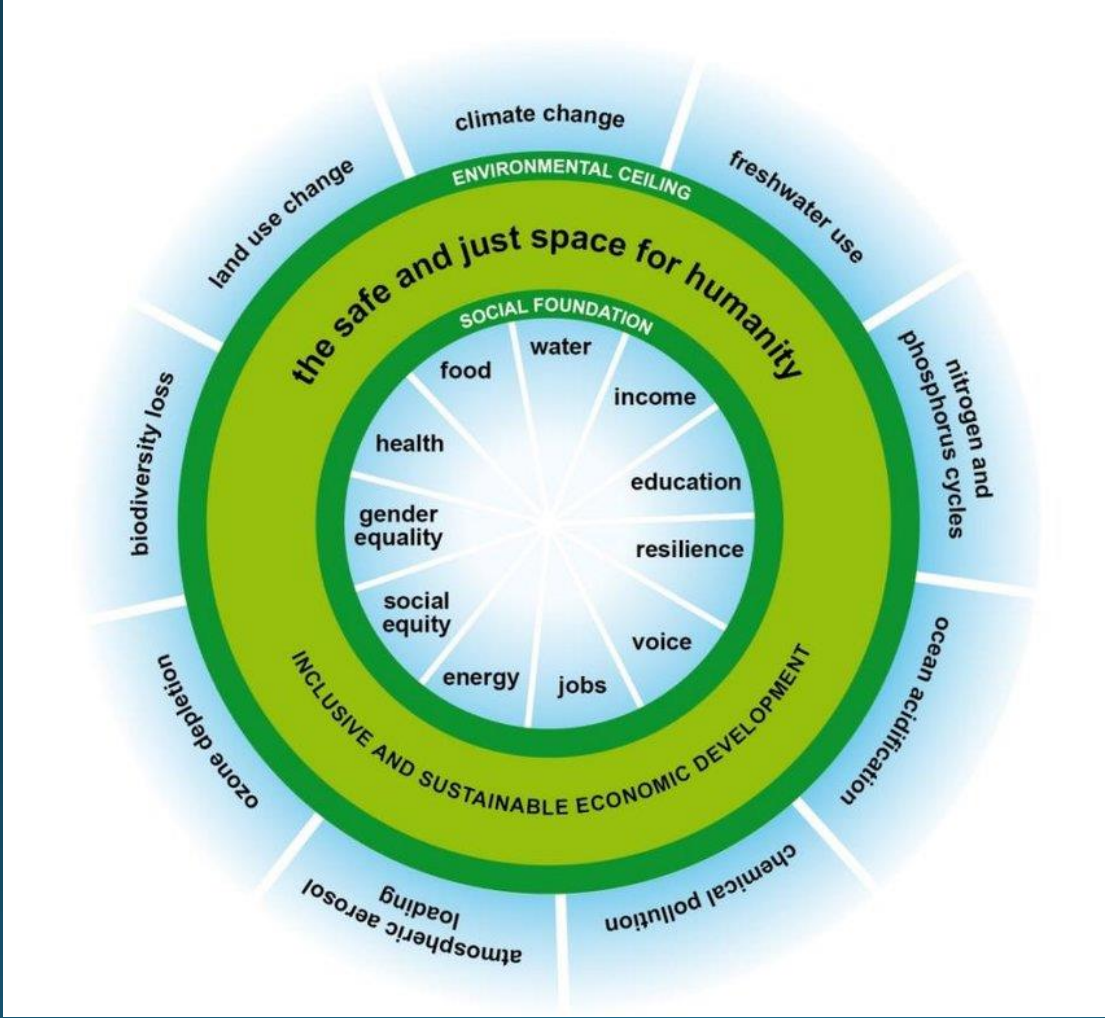 climate change
freshwater use
nitrogen and
phosphorus cycles
ocean acidification
chemical pollution
atmospheric aerosol
loading
ozone depletion
biodiversity loss
land use change
ENVIRONMENTAL CEILING
the safe and just space for humanity
SOCIAL FOUNDATION
water
income
education
resilience
voice
jobs
energy
social
equity
gender
equality
health
food
INCLUSIVE AND SUSTAINABLE ECONOMIC DEVELOPMENT